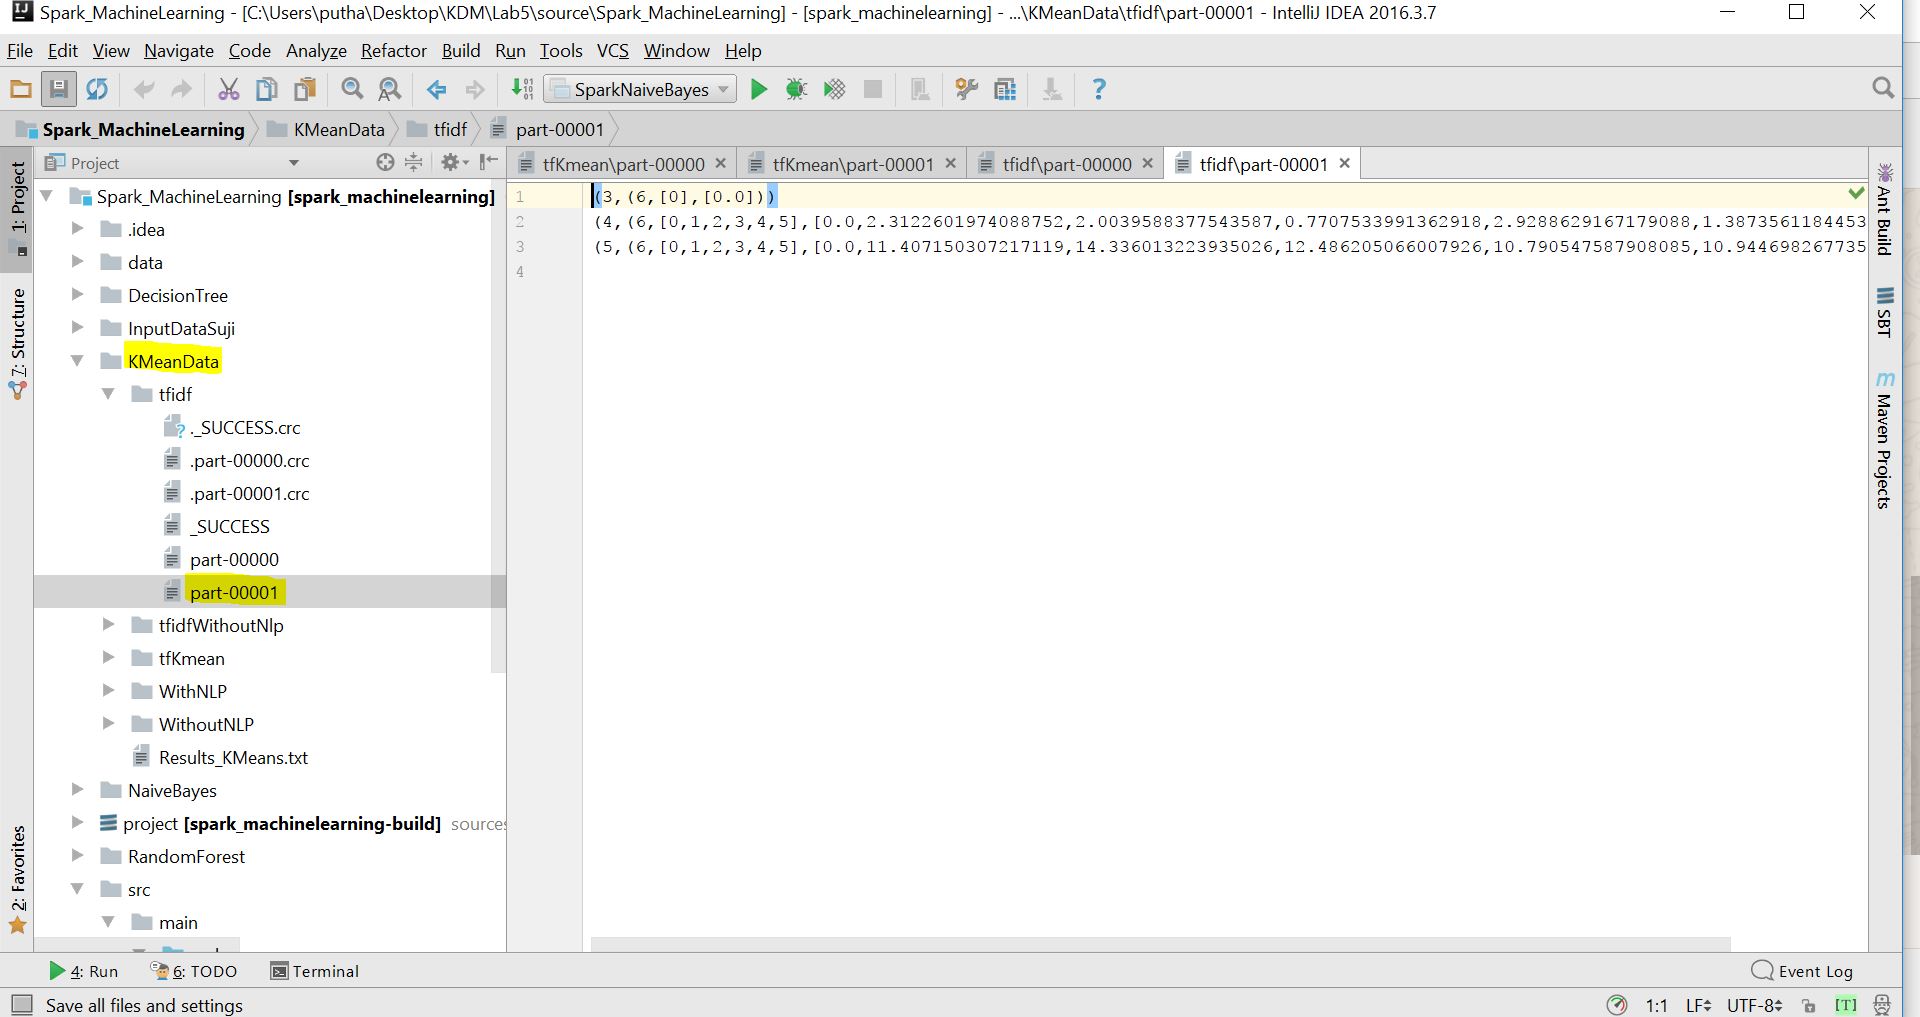 Spark_MachineLearning - [C:\Users\putha\Desktop\KDM\Lab5\source\Spark_MachineLearning] - [spark_machinelearning] - ...\KMeanData\tfidf\part-00001 - IntelliJ IDEA 2016.3.7
File Edit View Navigate Code Analyze Refactor Build Run Tools VCS Window Help
SparkNaiveBayes
Spark_MachineLearning KMeanData tfidf part-00001
Project
tfKmean\part-00000 tfKmean\part-00001 tfidf\part-00000 tfidf\part-00001
1: Project
7: Structure
2: Favorites
Spark_MachineLearning [spark_machinelearning]
.idea
data
DecisionTree
InputDataSuji
KMeanData
tfidf
._SUCCESS.crc
.part-00000.crc
.part-00001.crc
_SUCCESS
part-00000
part-00001
tfidfWithoutNlp
tfKmean
WithNLP
WithoutNLP
Results_KMeans.txt
NaiveBayes
project [spark_machinelearning-build] sources
RandomForest
src
main
1 (3,(6,[0],[0.0]))
2 (4,(6,[0,1,2,3,4,5],[0.0,2.3122601974088752,2.0039588377543587,0.7707533991362918,2.9288629167179088,1.3873561184453
3 (5,(6,[0,1,2,3,4,5],[0.0,11.407150307217119,14.336013223935026,12.486205066007926,10.790547587908085,10.944698267735
4
Ant Build
SBT
Maven Projects
4: Run 6: TODO Terminal Event Log
Save all files and settings 1:1 LF UTF-8 [T]